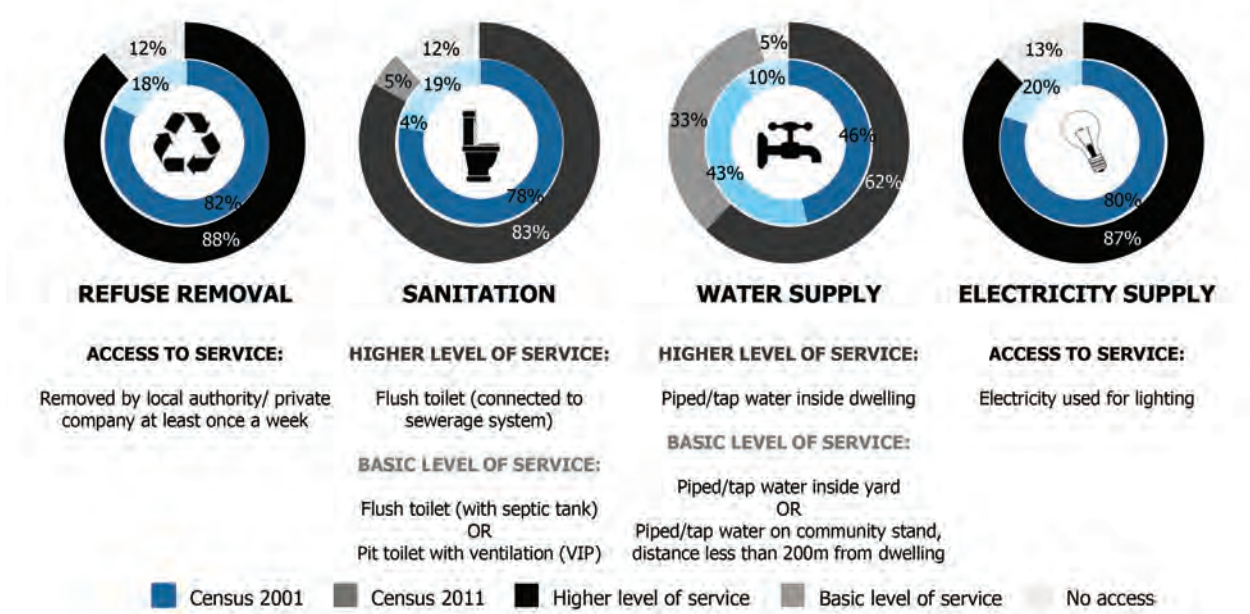 12%
18%
82%
88%
REFUSE REMOVAL
ACCESS TO SERVICE:
Removed by local authority/ private
company at least once a week
12%
5%
19%
4%
78%
83%
SANITATION
HIGHER LEVEL OF SERVICE:
Flush toilet (connected to
sewerage system)
BASIC LEVEL OF SERVICE:
Flush toilet (with septic tank)
OR
Pit toilet with ventilation (VIP)
5%
10%
33%
46%
43%
62%
WATER SUPPLY
HIGHER LEVEL OF SERVICE:
Piped/tap water inside dwelling
BASIC LEVEL OF SERVICE:
Piped/tap water inside yard
OR
Piped/tap water on community stand,
distance less than 200m from dwelling
13%
20%
80%
87%
ELECTRICITY SUPPLY
ACCESS TO SERVICE:
Electricity used for lighting
Census 2001
Census 2011
Higher level of service
Basic level of service
No access